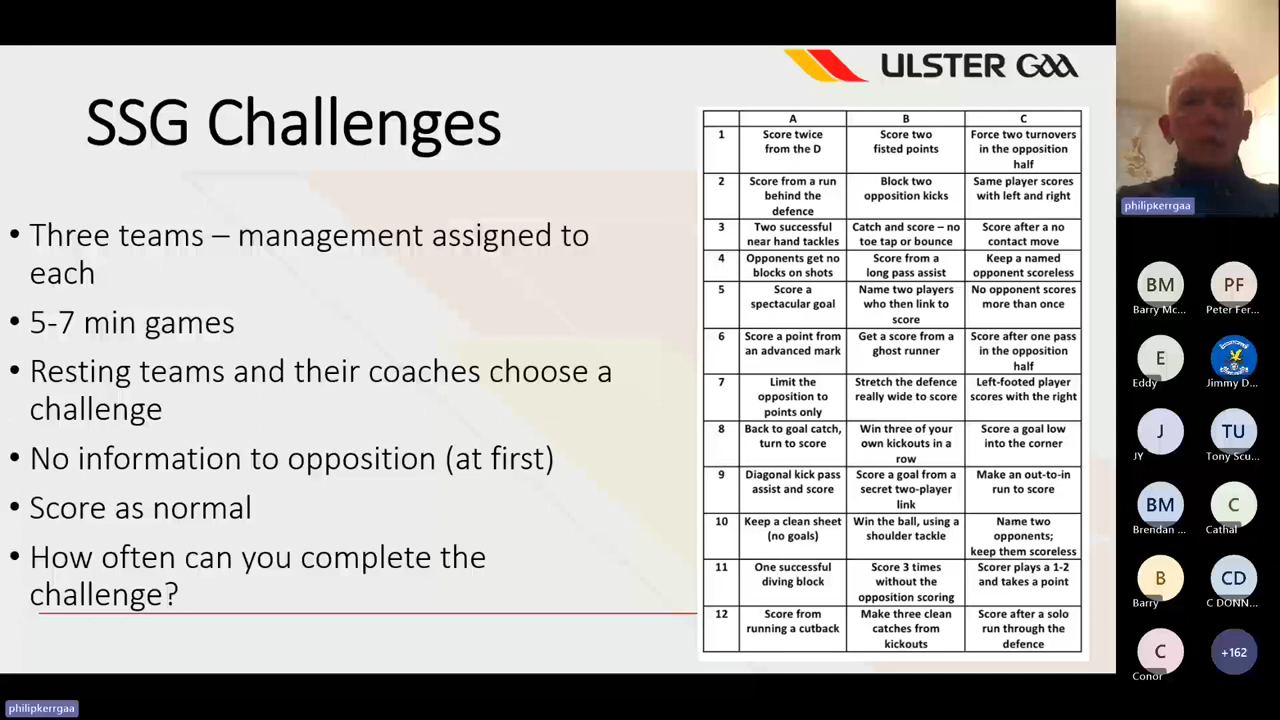 ULSTER GAA
SSG Challenges
• Three teams – management assigned to
each
• 5-7 min games
• Resting teams and their coaches choose a
challenge
• No information to opposition (at first)
• Score as normal
• How often can you complete the
challenge?
A B C
1 Score twice from the D Score two fisted points Force two turnovers in the opposition half
2 Score from a run behind the defence Block two opposition kicks Same player scores with left and right
3 Two successful near hand tackles Catch and score – no toe tap or bounce Score after a no contact move
4 Opponents get no blocks on shots Score from a long pass assist Keep a named opponent scoreless
5 Score a spectacular goal Name two players who then link to score No opponent scores more than once
6 Score a point from an advanced mark Get a score from a ghost runner Score after one pass in the opposition half
7 Limit the opposition to points only Stretch the defence really wide to score Left-footed player scores with the right
8 Back to goal catch, turn to score Win three of your own kickouts in a row Score a goal low into the corner
9 Diagonal kick pass assist and score Score a goal from a secret two-player link Make an out-to-in run to score
10 Keep a clean sheet (no goals) Win the ball, using a shoulder tackle Name two opponents; keep them scoreless
11 One successful diving block Score 3 times without the opposition scoring Scorer plays a 1-2 and takes a point
12 Score from running a cutback Make three clean catches from kickouts Score after a solo run through the defence
philipkerrgaa
BM PF
Barry Mc... Peter Fer...
E
Eddy Jimmy D...
J TU
JY Tony Scu...
BM C
Brendan ... Cathal
B CD
Barry C DONN...
C +162
Conor
philipkerrgaa